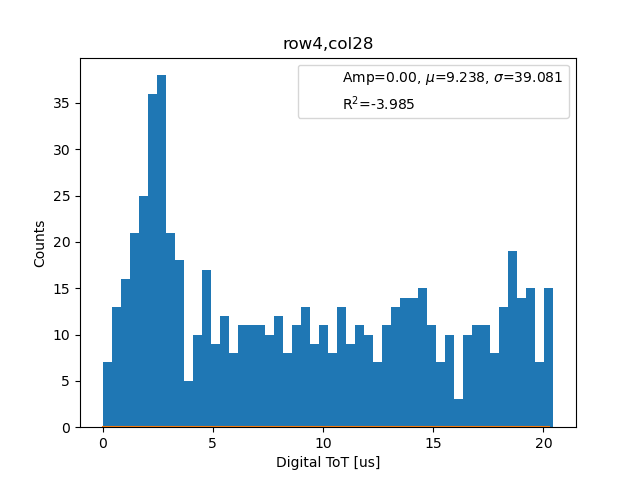 row4,col28
Amp=0.00, μ=9.238, σ=39.081
R²=-3.985
Counts
35
30
25
20
15
10
5
0
0 5 10 15 20
Digital ToT [us]